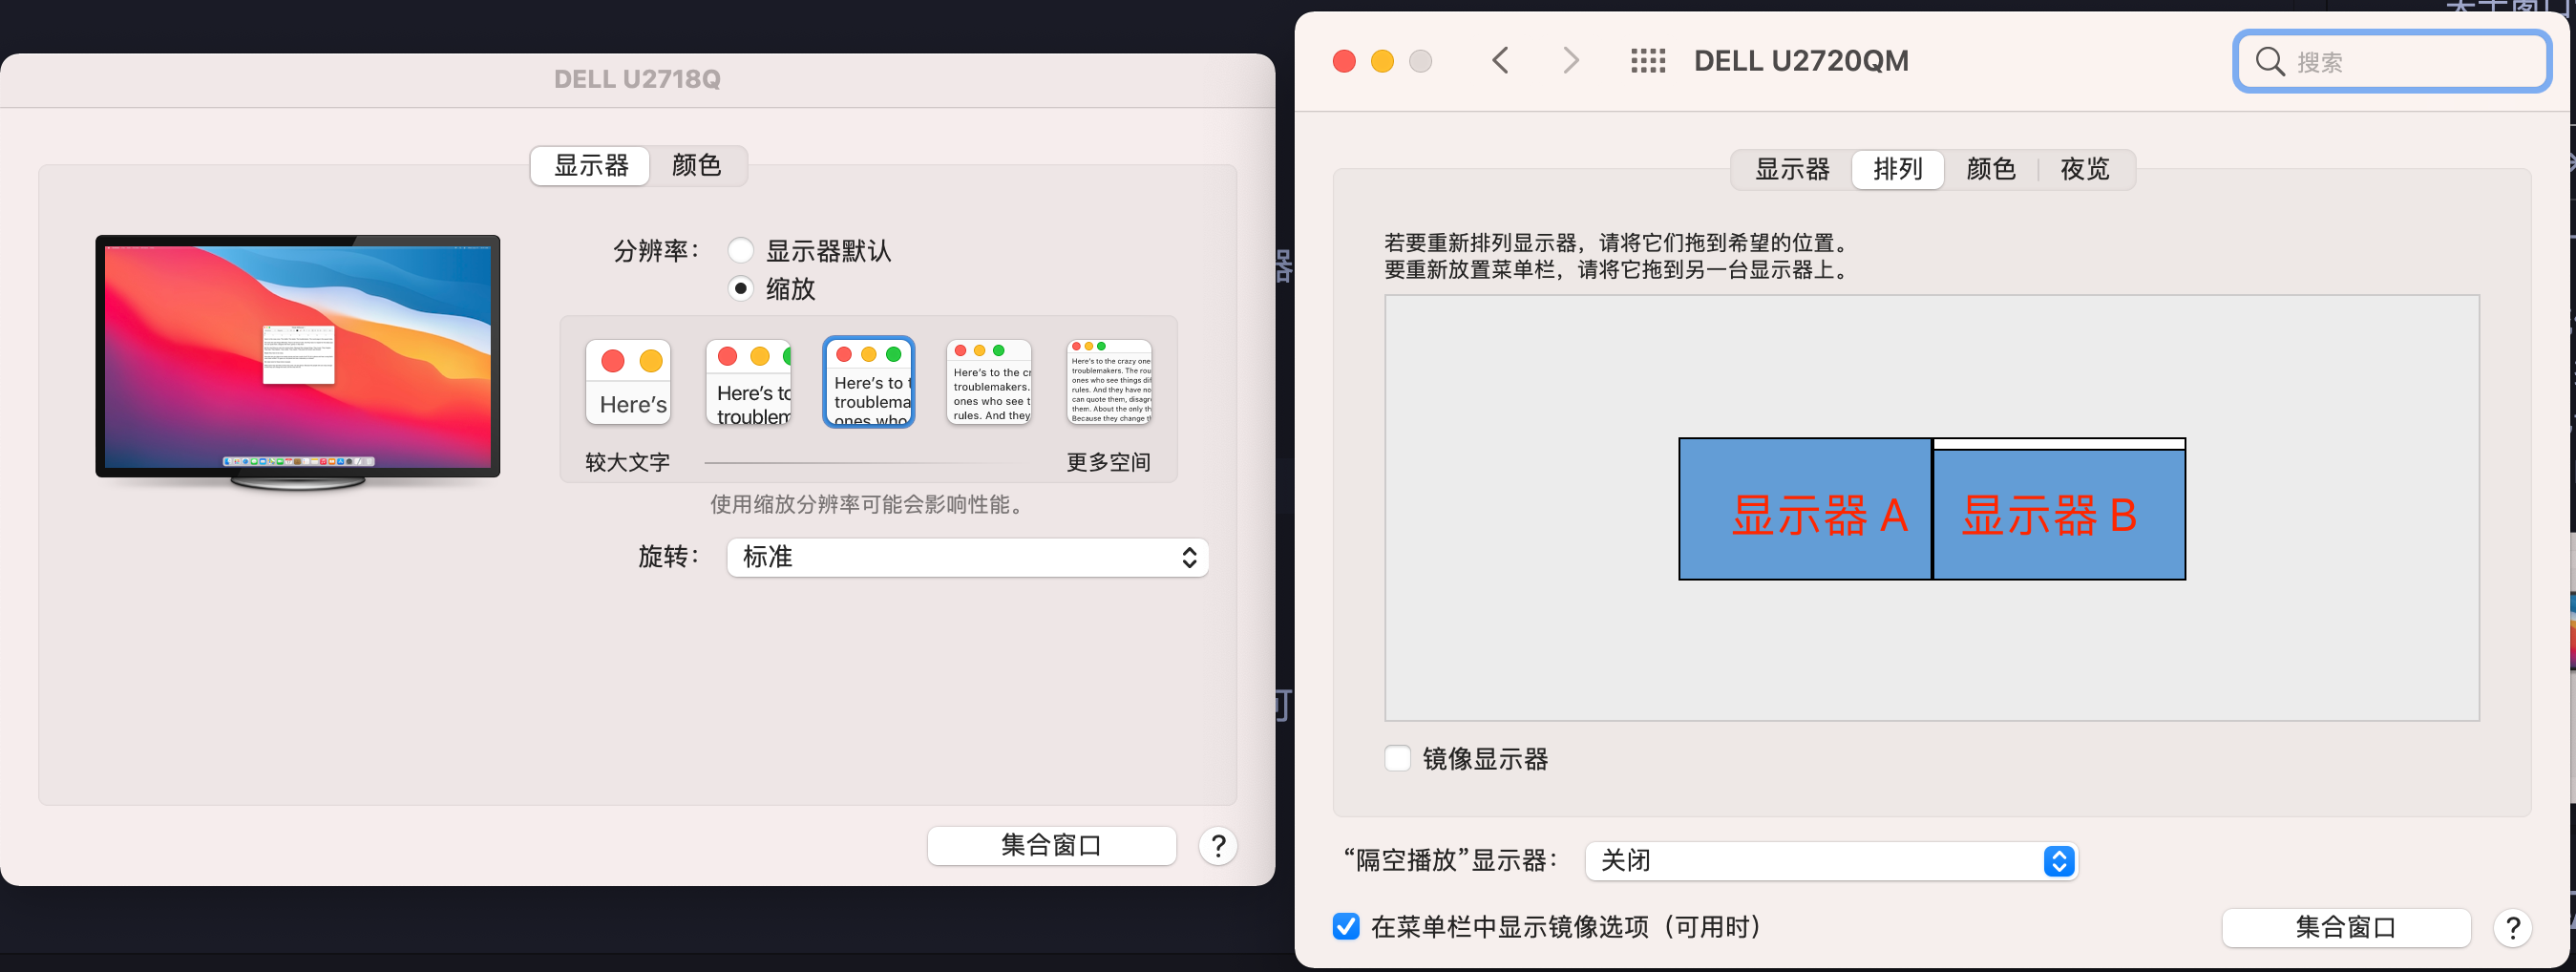 DELL U2718Q
显示器 颜色
分辨率： 显示器默认
缩放
Here's
Here's to
troublem
Here's to t
troublema
ones who
Here's to the cr
troublemakers.
ones who see t
rules. And they
Here's to the crazy one
troublemakers. The rou
ones who see things dif
rules. And they have no
can quote them, disagre
them. About the only th
Because they change t
较大文字 更多空间
使用缩放分辨率可能会影响性能。
旋转： 标准
集合窗口 ?
DELL U2720QM
搜索
显示器 排列 颜色 夜览
若要重新排列显示器，请将它们拖到希望的位置。
要重新放置菜单栏，请将它拖到另一台显示器上。
显示器 A 显示器 B
镜像显示器
“隔空播放”显示器： 关闭
在菜单栏中显示镜像选项（可用时）
集合窗口 ?
器